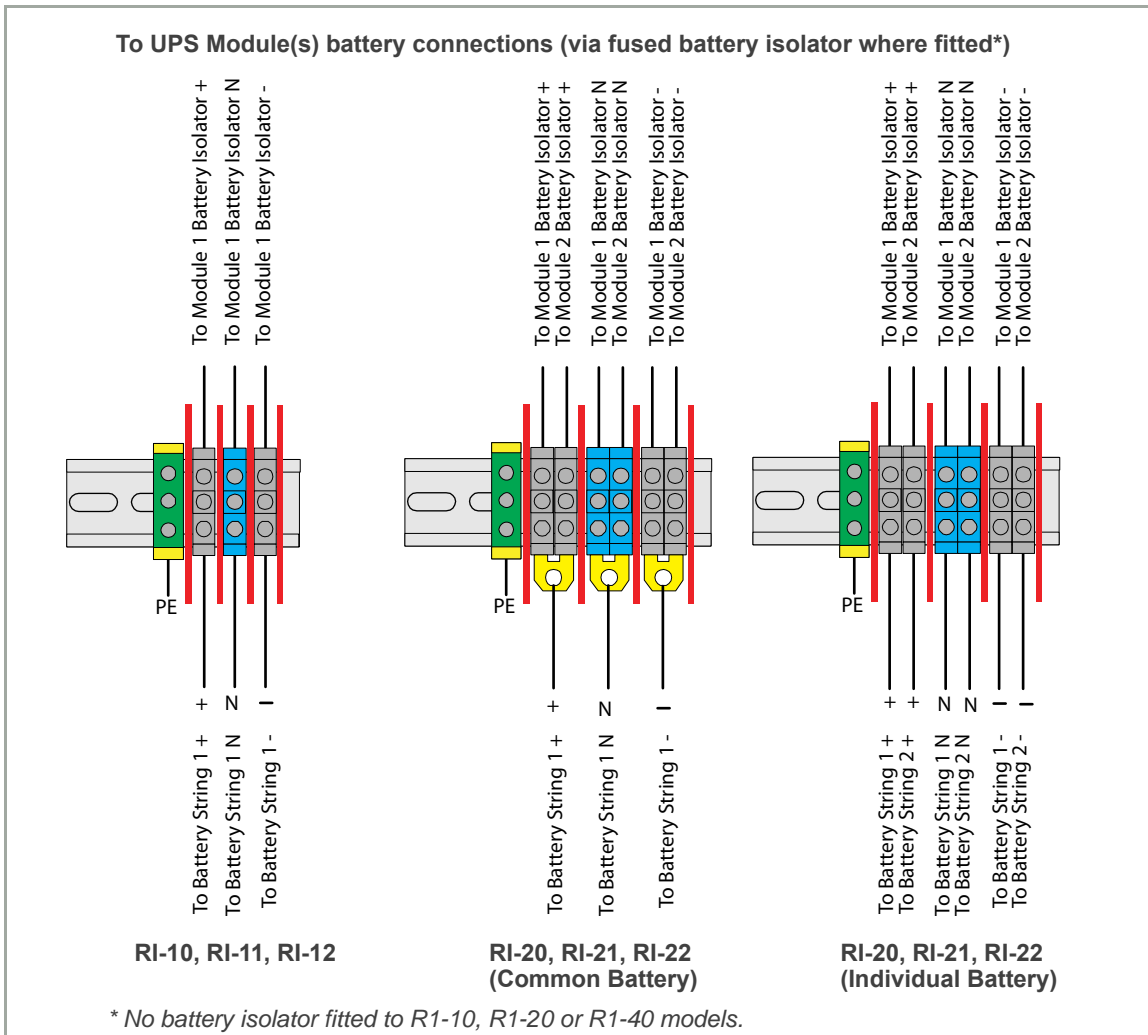 To UPS Module(s) battery connections (via fused battery isolator where fitted*)
To Module 1 Battery Isolator +
To Module 1 Battery Isolator N
To Module 1 Battery Isolator -
To Module 1 Battery Isolator +
To Module 2 Battery Isolator +
To Module 1 Battery Isolator N
To Module 2 Battery Isolator N
To Module 1 Battery Isolator -
To Module 2 Battery Isolator -
To Module 1 Battery Isolator +
To Module 2 Battery Isolator +
To Module 1 Battery Isolator N
To Module 2 Battery Isolator N
To Module 1 Battery Isolator -
To Module 2 Battery Isolator -
PE
PE
PE
+ N −
+ N −
+ + N N − −
To Battery String 1 +
To Battery String 1 N
To Battery String 1 -
To Battery String 1 +
To Battery String 1 N
To Battery String 1 -
To Battery String 1 +
To Battery String 2 +
To Battery String 1 N
To Battery String 2 N
To Battery String 1 -
To Battery String 2 -
RI-10, RI-11, RI-12
RI-20, RI-21, RI-22
(Common Battery)
RI-20, RI-21, RI-22
(Individual Battery)
* No battery isolator fitted to R1-10, R1-20 or R1-40 models.